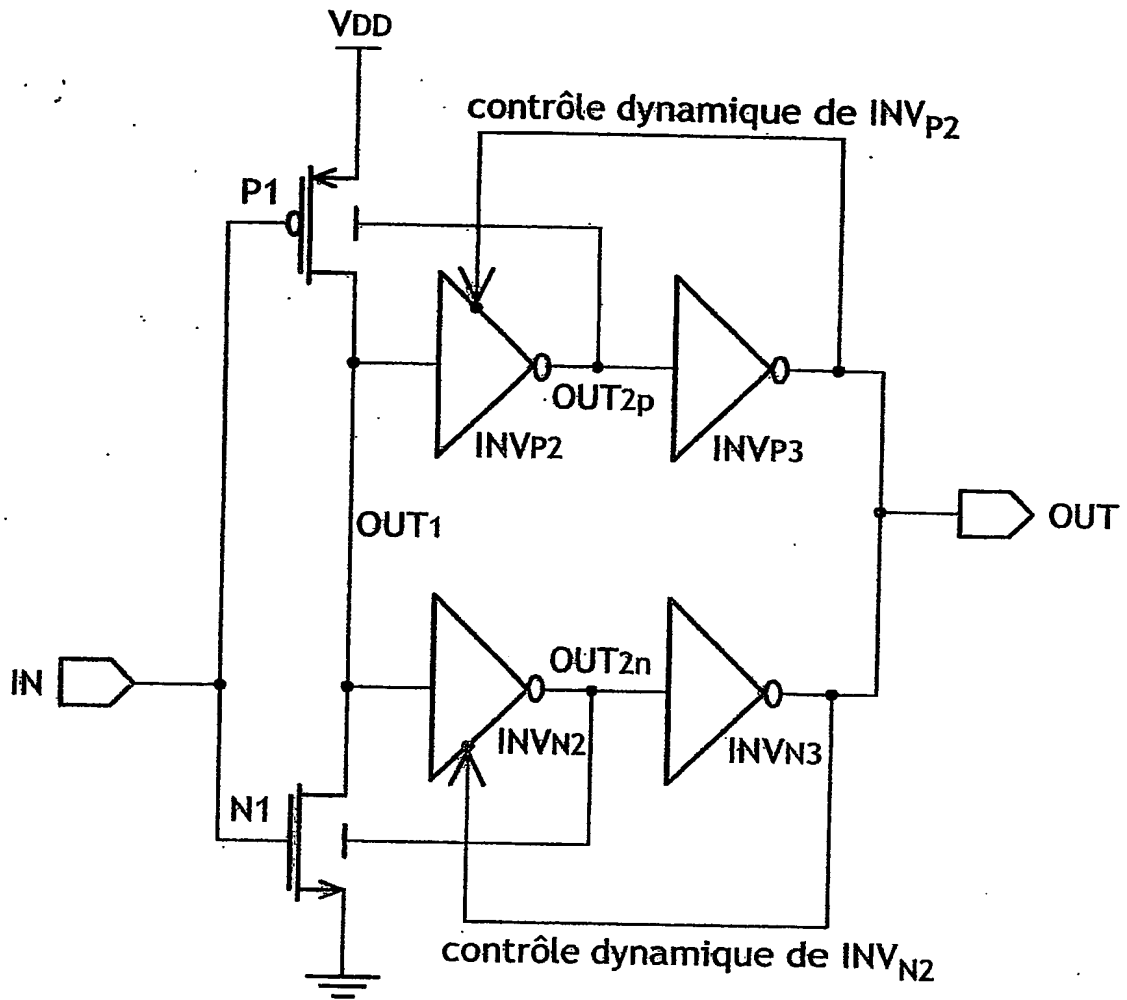 VDD
contrôle dynamique de INVP2
P1
OUT2p
INVP2
INVP3
OUT1
OUT
IN
OUT2n
INVN2
INVN3
N1
contrôle dynamique de INVN2